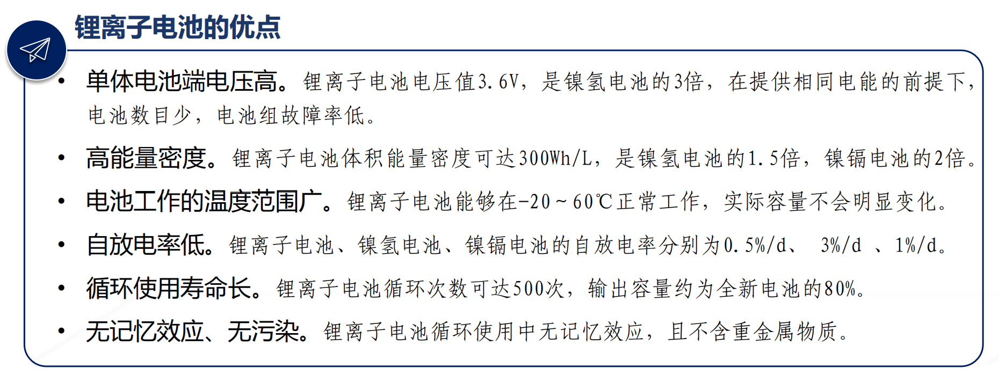 锂离子电池的优点
• 单体电池端电压高。锂离子电池电压值3.6V，是镍氢电池的3倍，在提供相同电能的前提下，
电池数目少，电池组故障率低。
• 高能量密度。锂离子电池体积能量密度可达300Wh/L，是镍氢电池的1.5倍，镍镉电池的2倍。
• 电池工作的温度范围广。锂离子电池能够在-20～60℃正常工作，实际容量不会明显变化。
• 自放电率低。锂离子电池、镍氢电池、镍镉电池的自放电率分别为0.5%/d、 3%/d 、1%/d。
• 循环使用寿命长。锂离子电池循环次数可达500次，输出容量约为全新电池的80%。
• 无记忆效应、无污染。锂离子电池循环使用中无记忆效应，且不含重金属物质。